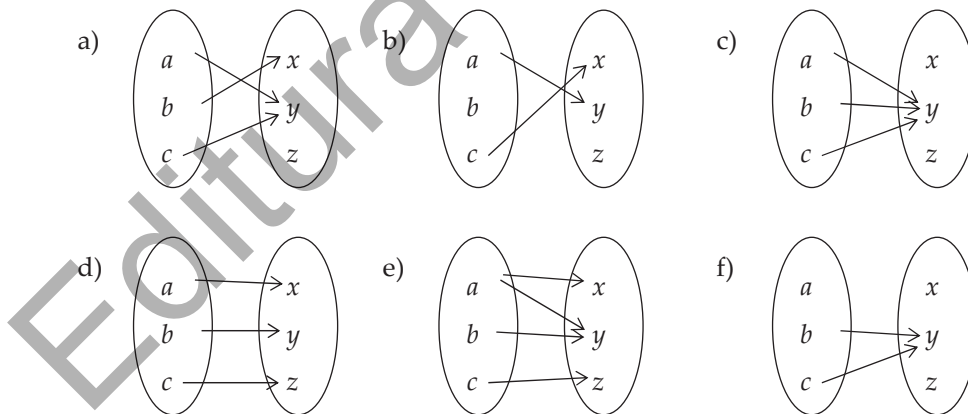 a) a b c x y z
b) a b c x y z
c) a b c x y z
d) a b c x y z
e) a b c x y z
f) a b c x y z
Editura